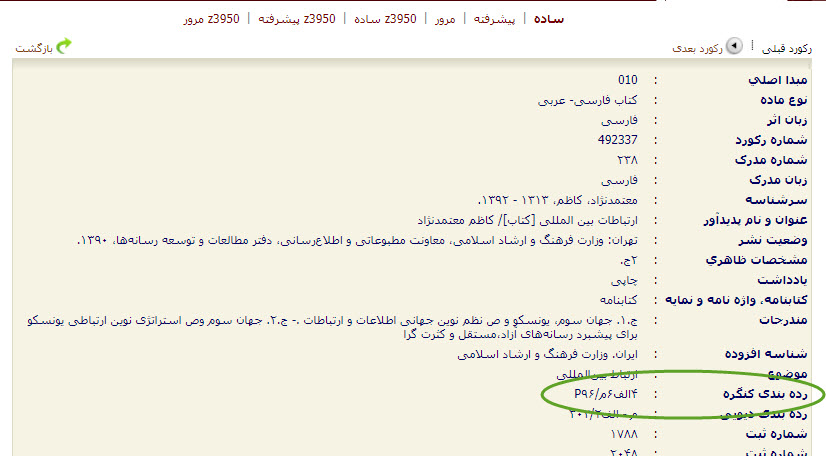 ساده | پیشرفته | مرور | z3950 ساده | z3950 پیشرفته | z3950 مرور
رکورد قبلی | رکورد بعدی بازگشت
مبدا اصلي : 010
نوع ماده : کتاب فارسی- عربی
زبان اثر : فارسی
شماره رکورد : 492337
شماره مدرک : ۲۳۸
زبان مدرک : فارسی
سرشناسه : معتمدنژاد، کاظم، ۱۳۱۳ - ۱۳۹۲.
عنوان و نام پديدآور : ارتباطات بین المللی [کتاب]/ کاظم معتمدنژاد
وضعیت نشر : تهران: وزارت فرهنگ و ارشاد اسلامی، معاونت مطبوعاتی و اطلاع‌رسانی، دفتر مطالعات و توسعه رسانه‌ها، ۱۳۹۰.
مشخصات ظاهري : ۲ج.
یادداشت : چاپی
کتابنامه، واژه نامه و نمایه : کتابنامه
مندرجات : ج.۱. جهان سوم، یونسکو و ص نظم نوین جهانی اطلاعات و ارتباطات .- ج.۲. جهان سوم وص استراتژی نوین ارتباطی یونسکو
برای پیشبرد رسانه‌های آزاد،مستقل و کثرت گرا
شناسه افزوده : ایران. وزارت فرهنگ و ارشاد اسلامی
موضوع : ارتباط بین‌المللی
رده بندی کنگره : ۴الف۶م/P۹۶
رده بندی دیویی :
شماره ثبت : ۱۷۸۸
شماره ثبت : ۲۰۴۸